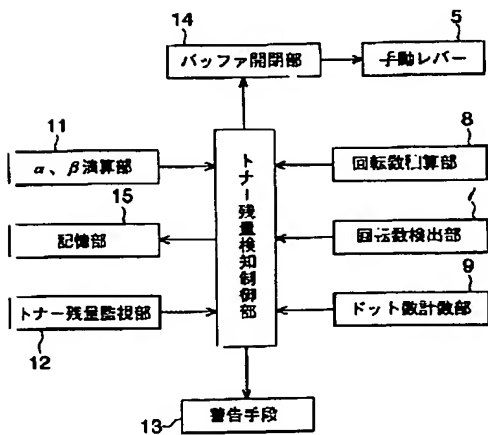 14
5
バッファ開閉部
手動レバー
11
8
α、β演算部
回転数積算部
トナー残量検知制御部
15
記憶部
回転数検出部
9
トナー残量監視部
ドット数計数部
12
13
警告手段